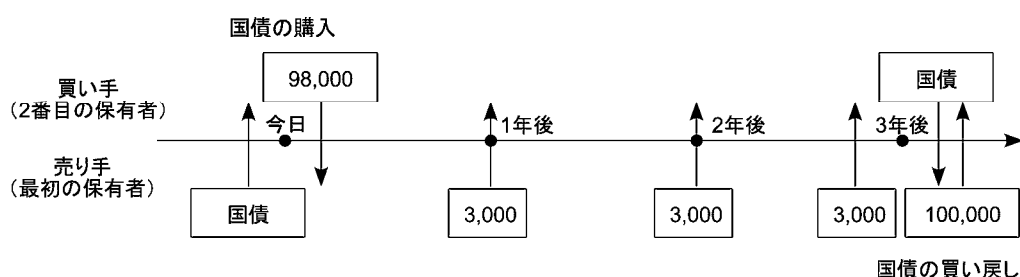 国債の購入
98,000
国債
買い手
(2番目の保有者)
今日
1年後
2年後
3年後
売り手
(最初の保有者)
国債
3,000
3,000
3,000
100,000
国債の買い戻し